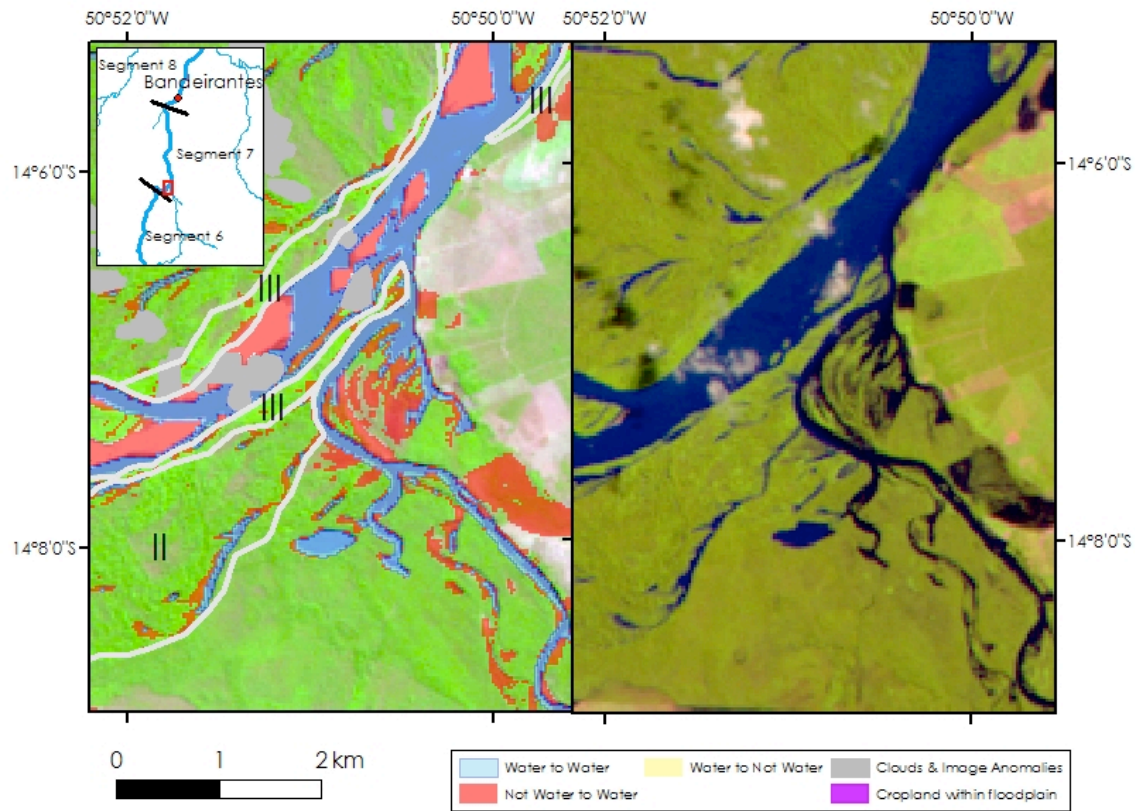 50°52'0"W 50°50'0"W 50°52'0"W 50°50'0"W
Segment 8
Bandeirantes
Segment 7
Segment 6
III
14°6'0"S 14°6'0"S
III
III
II
14°8'0"S 14°8'0"S
0 1 2 km
Water to Water Water to Not Water Clouds & Image Anomalies
Not Water to Water Cropland within floodplain